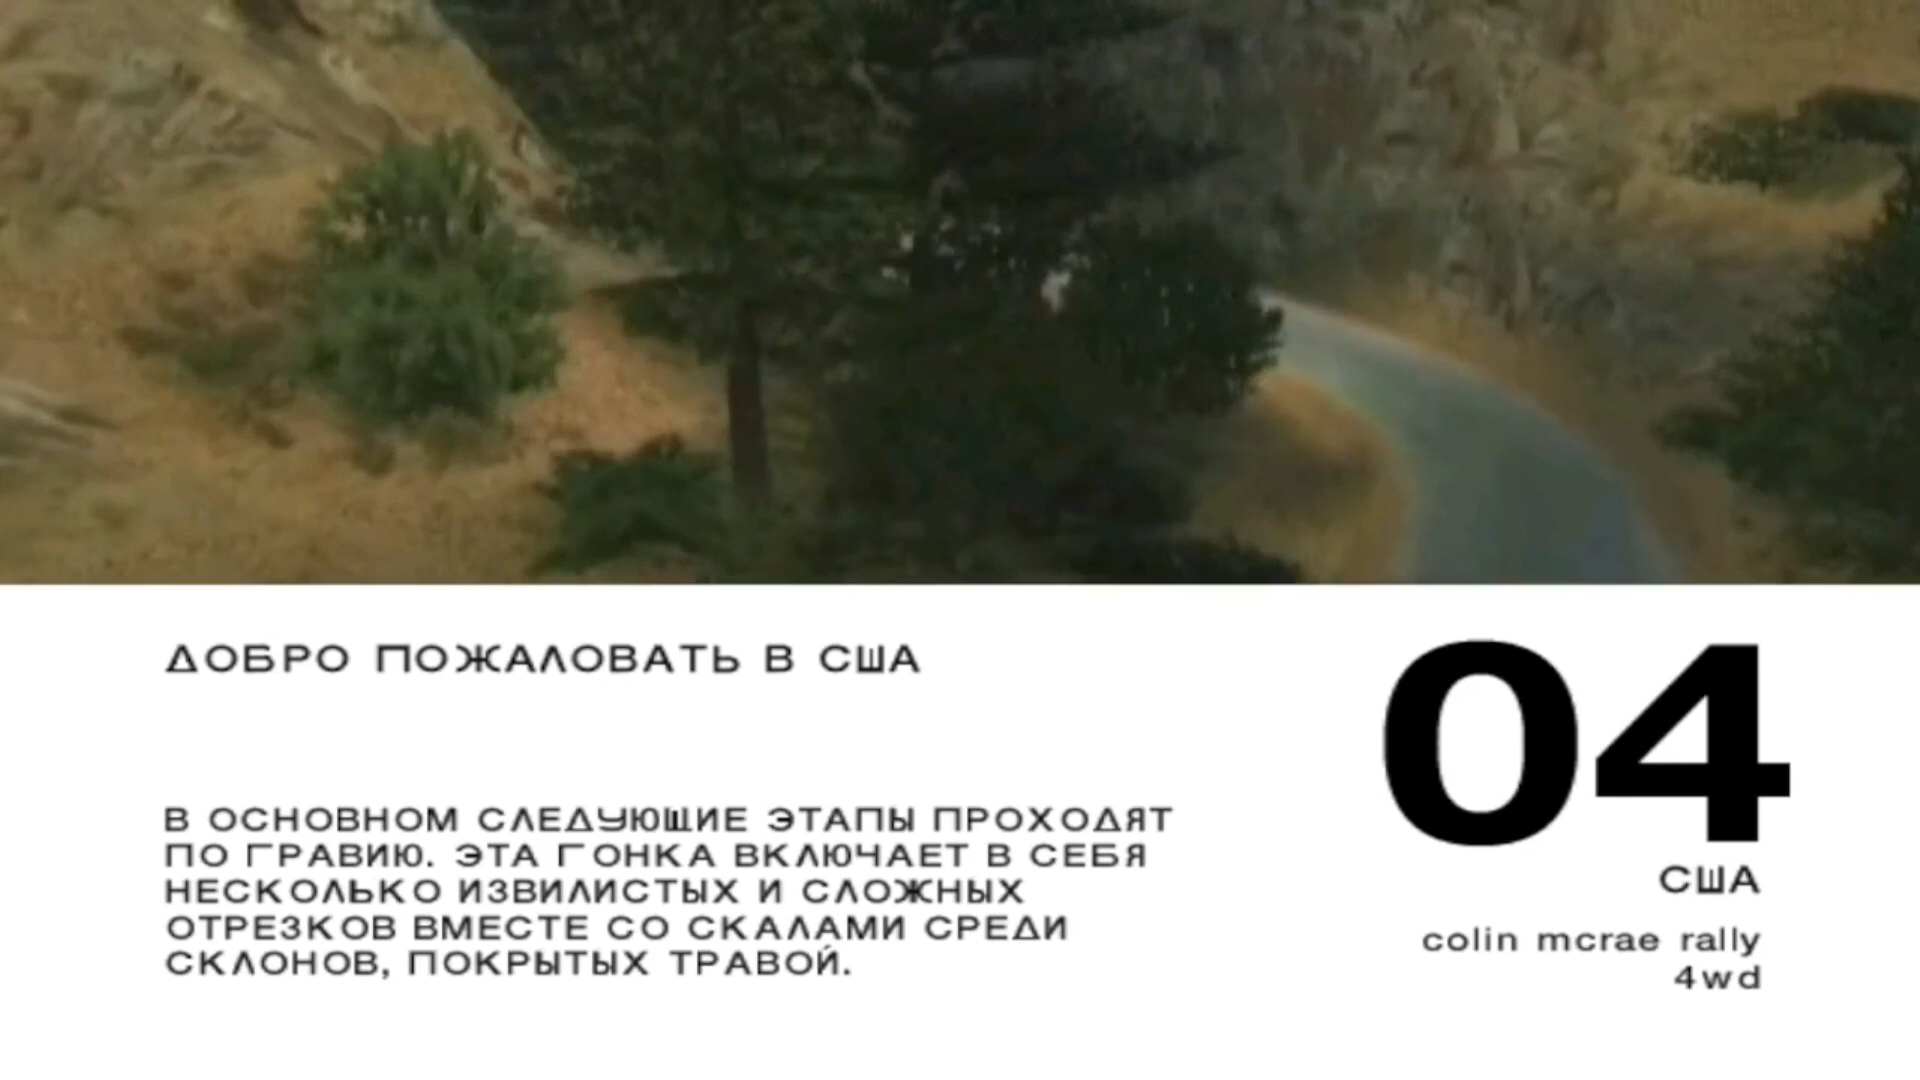 ДОБРО ПОЖАЛОВАТЬ В США
В ОСНОВНОМ СЛЕДУЮЩИЕ ЭТАПЫ ПРОХОДЯТ
ПО ГРАВИЮ. ЭТА ГОНКА ВКЛЮЧАЕТ В СЕБЯ
НЕСКОЛЬКО ИЗВИЛИСТЫХ И СЛОЖНЫХ
ОТРЕЗКОВ ВМЕСТЕ СО СКАЛАМИ СРЕДИ
СКЛОНОВ, ПОКРЫТЫХ ТРАВОЙ.
04
США
colin mcrae rally
4wd